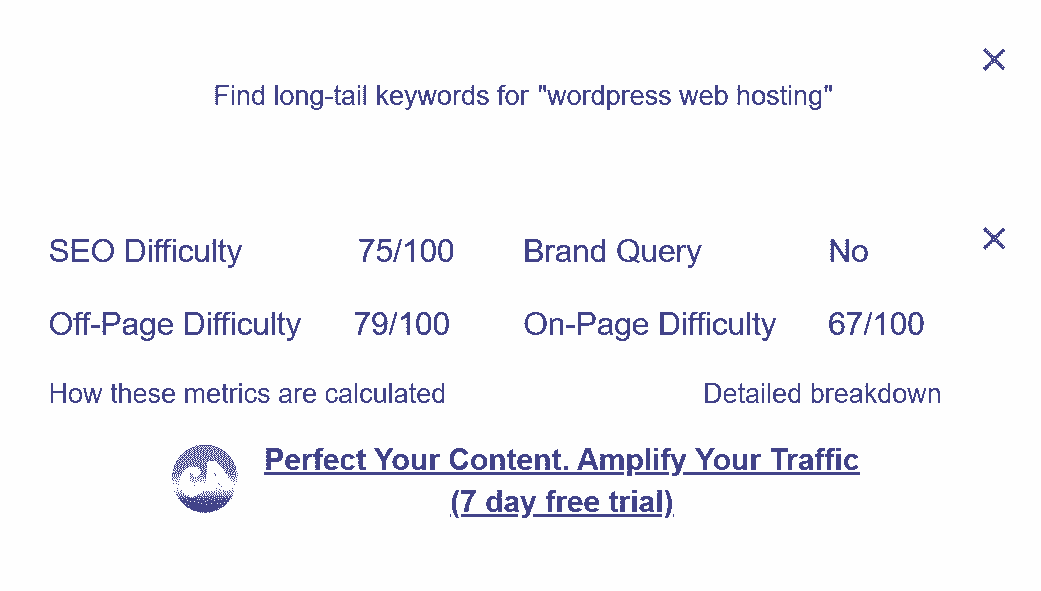 Find long-tail keywords for "wordpress web hosting"
SEO Difficulty 75/100 Brand Query No
Off-Page Difficulty 79/100 On-Page Difficulty 67/100
How these metrics are calculated Detailed breakdown
CA
Perfect Your Content. Amplify Your Traffic
(7 day free trial)